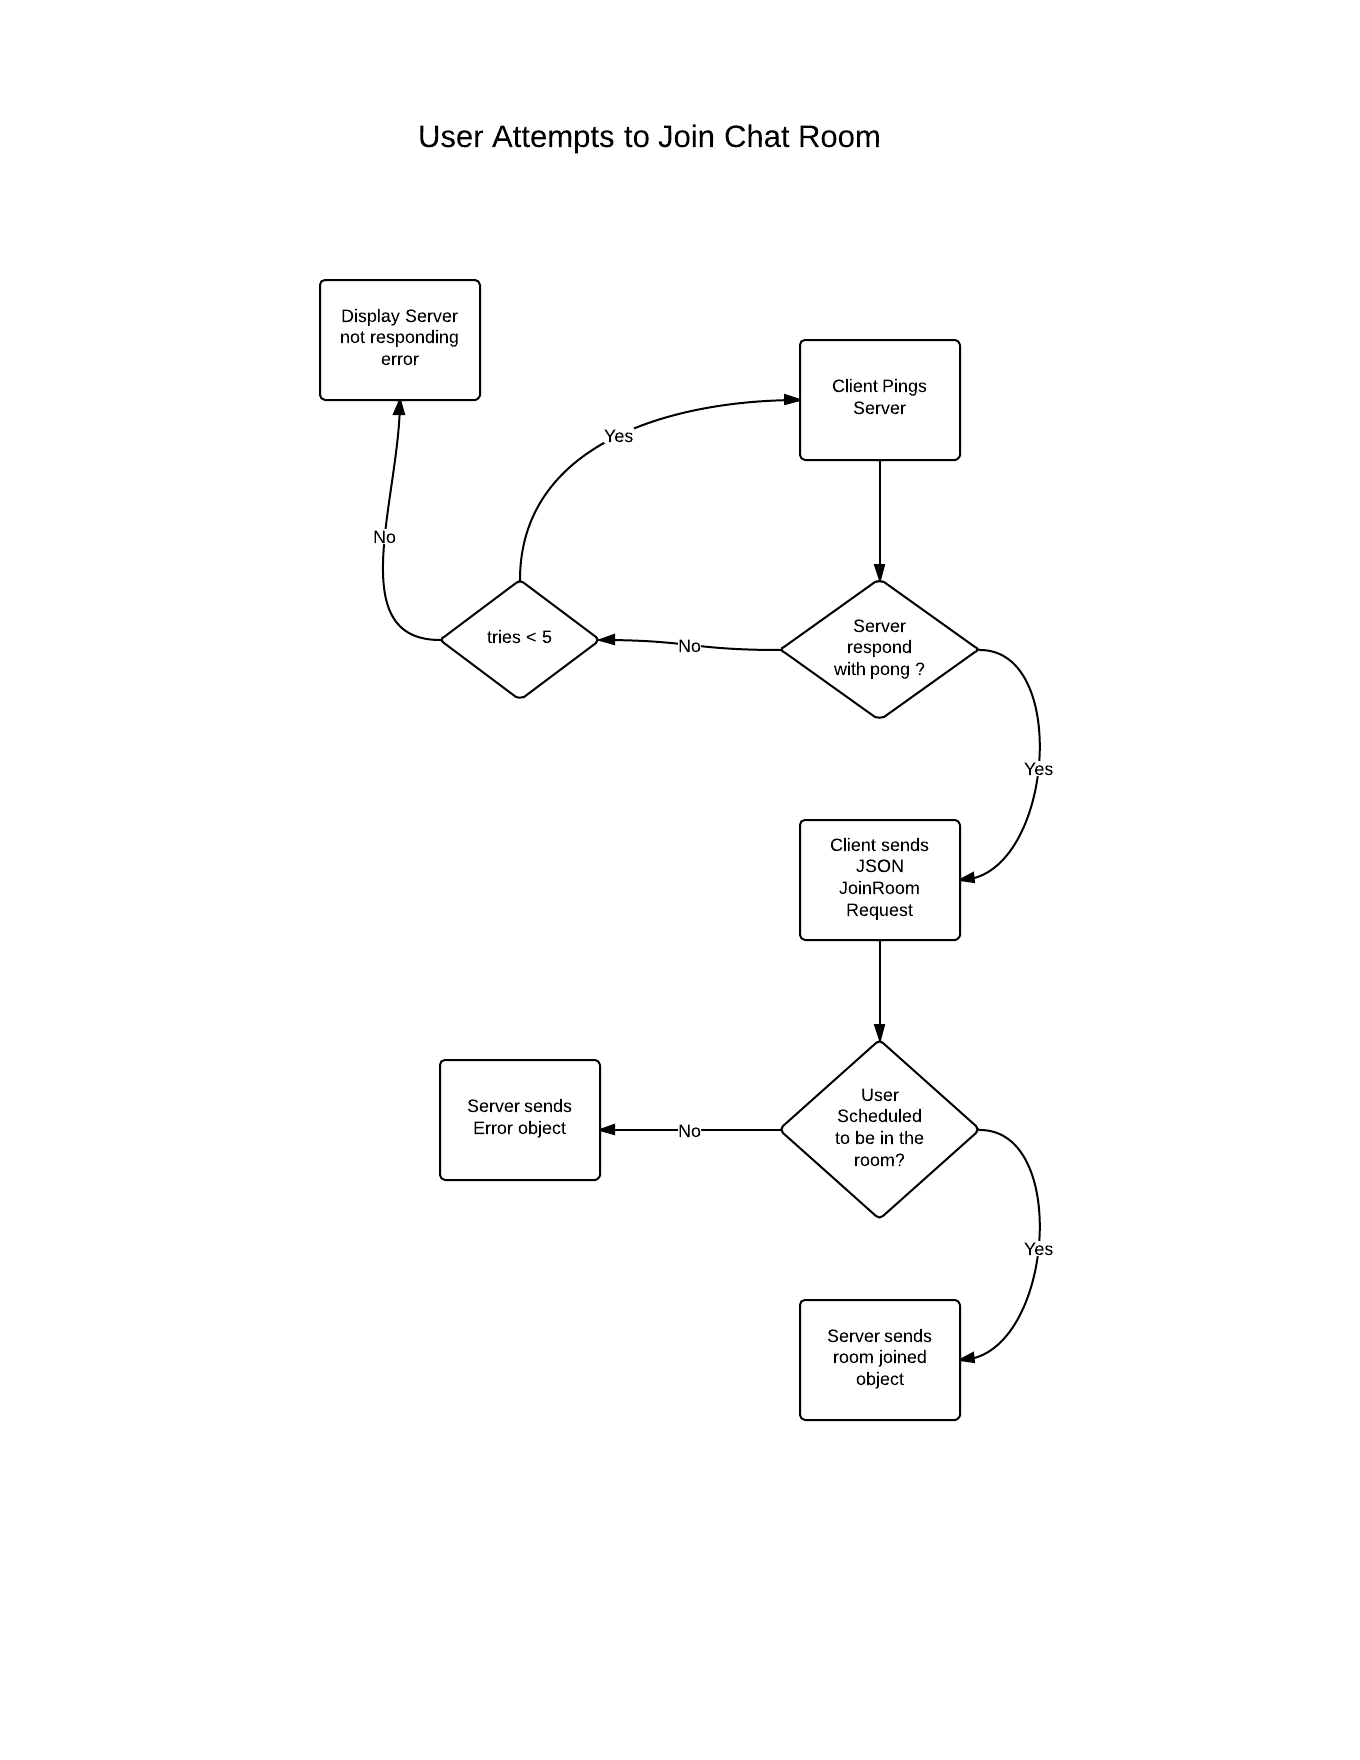 User Attempts to Join Chat Room
Display Server
not responding
error
Client Pings
Server
Yes
No
tries < 5
No
Server
respond
with pong ?
Yes
Client sends
JSON
JoinRoom
Request
User
Scheduled
to be in the
room?
No
Server sends
Error object
Yes
Server sends
room joined
object